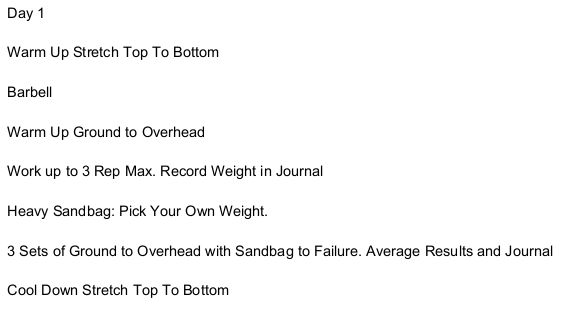 Day 1
Warm Up Stretch Top To Bottom
Barbell
Warm Up Ground to Overhead
Work up to 3 Rep Max. Record Weight in Journal
Heavy Sandbag: Pick Your Own Weight.
3 Sets of Ground to Overhead with Sandbag to Failure. Average Results and Journal
Cool Down Stretch Top To Bottom